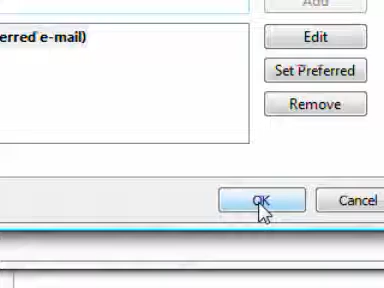 Add
erred e-mail)
Edit
Set Preferred
Remove
OK
Cancel